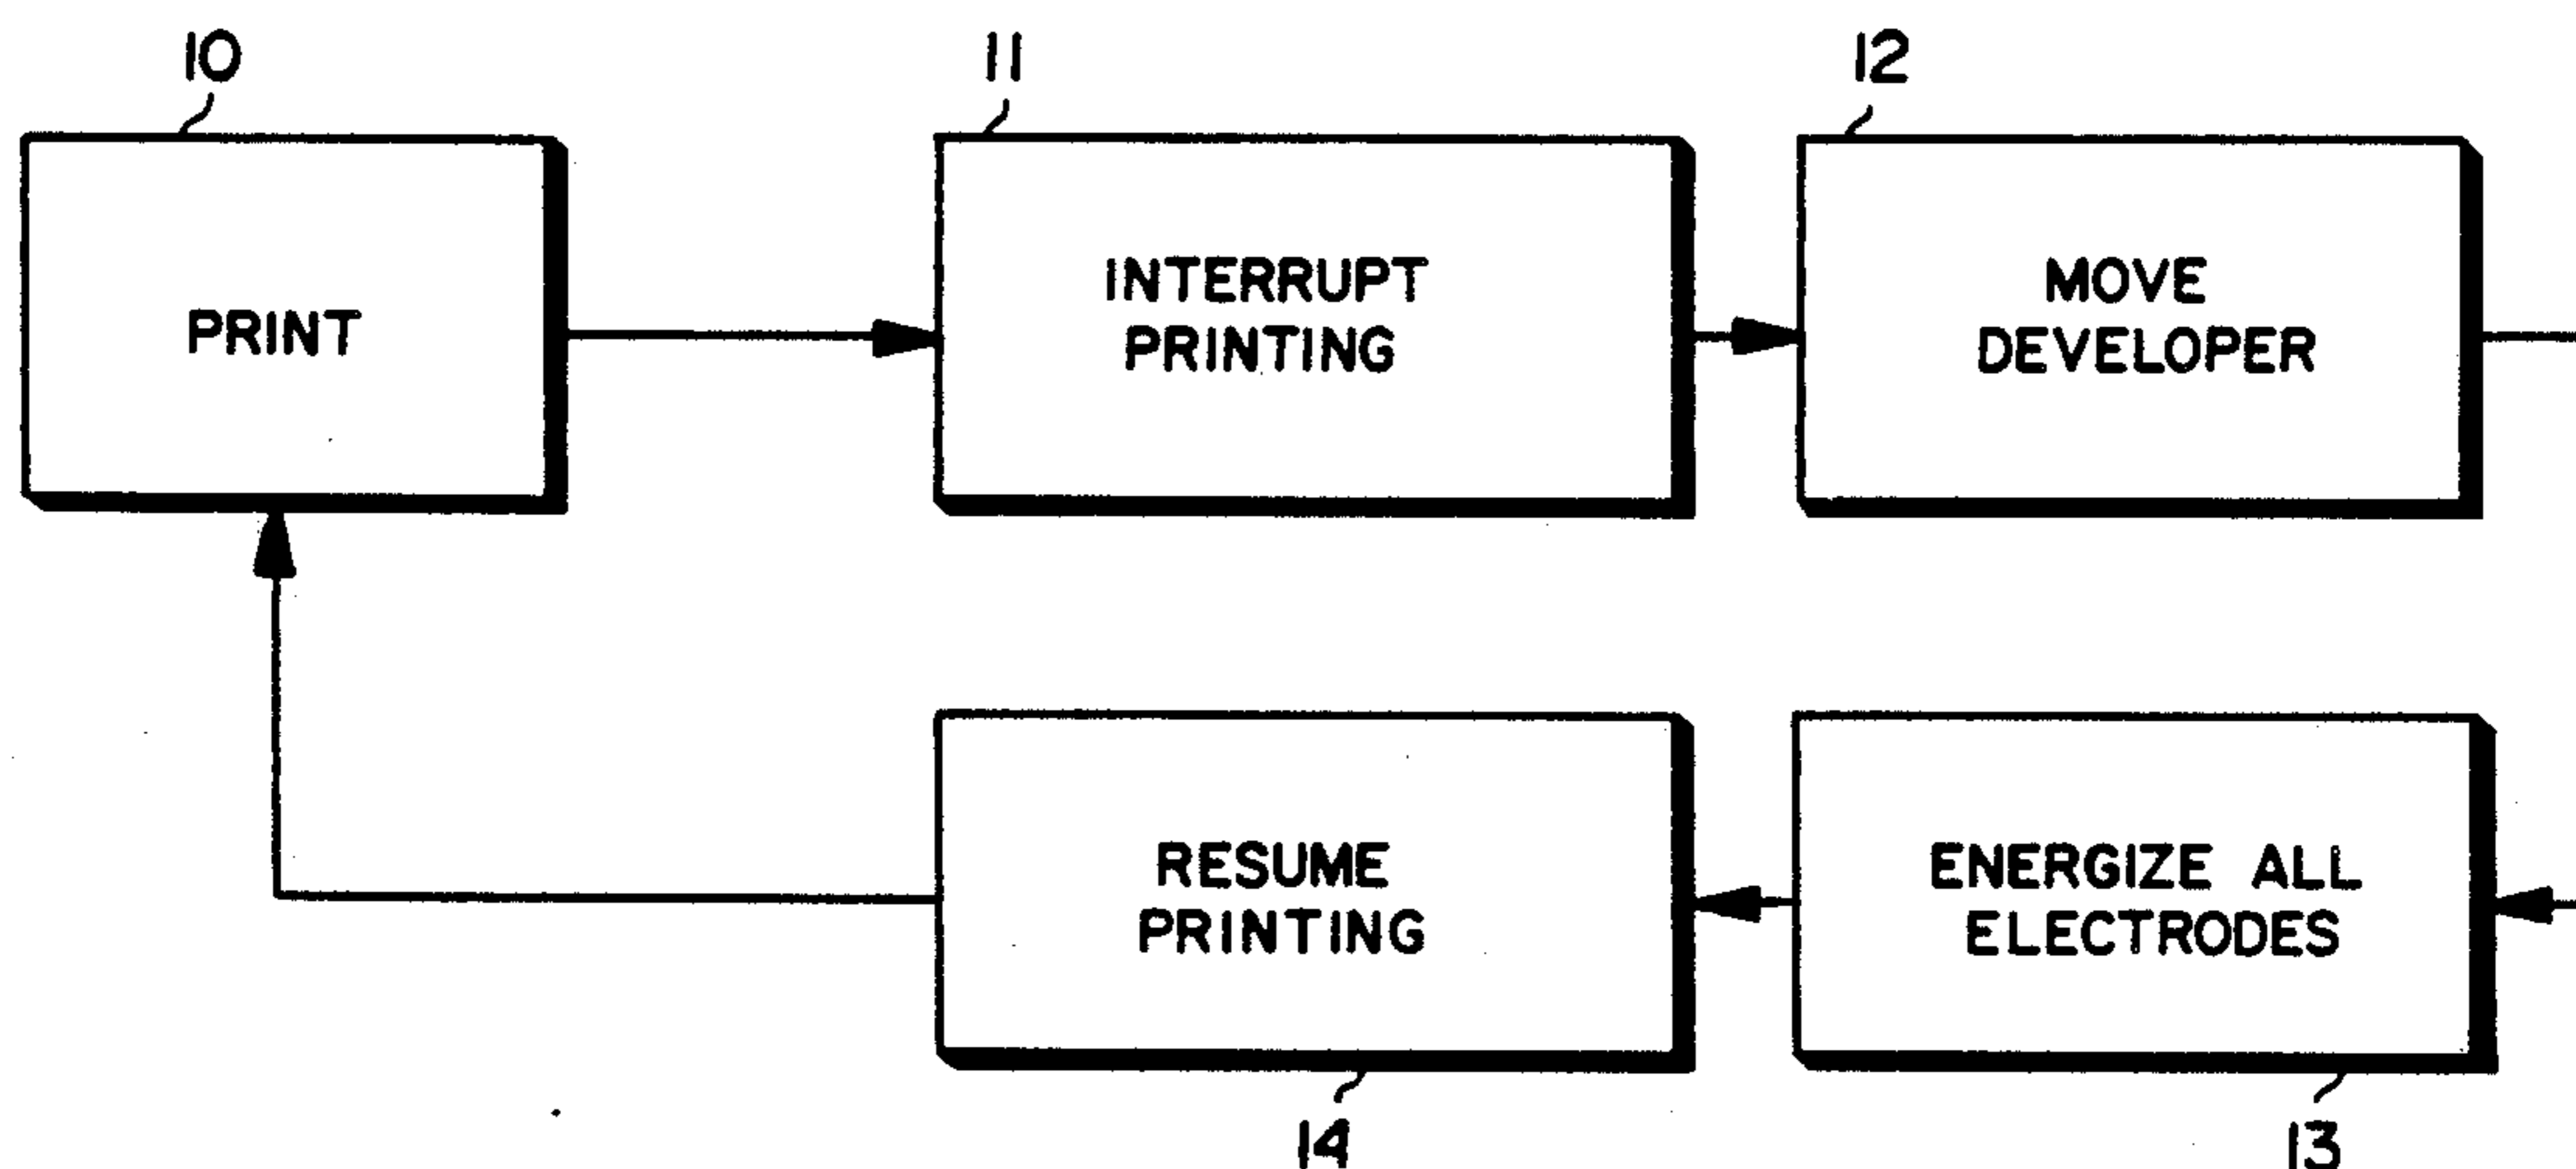 10
11
12
PRINT
INTERRUPT
PRINTING
MOVE
DEVELOPER
RESUME
PRINTING
ENERGIZE ALL
ELECTRODES
14
13